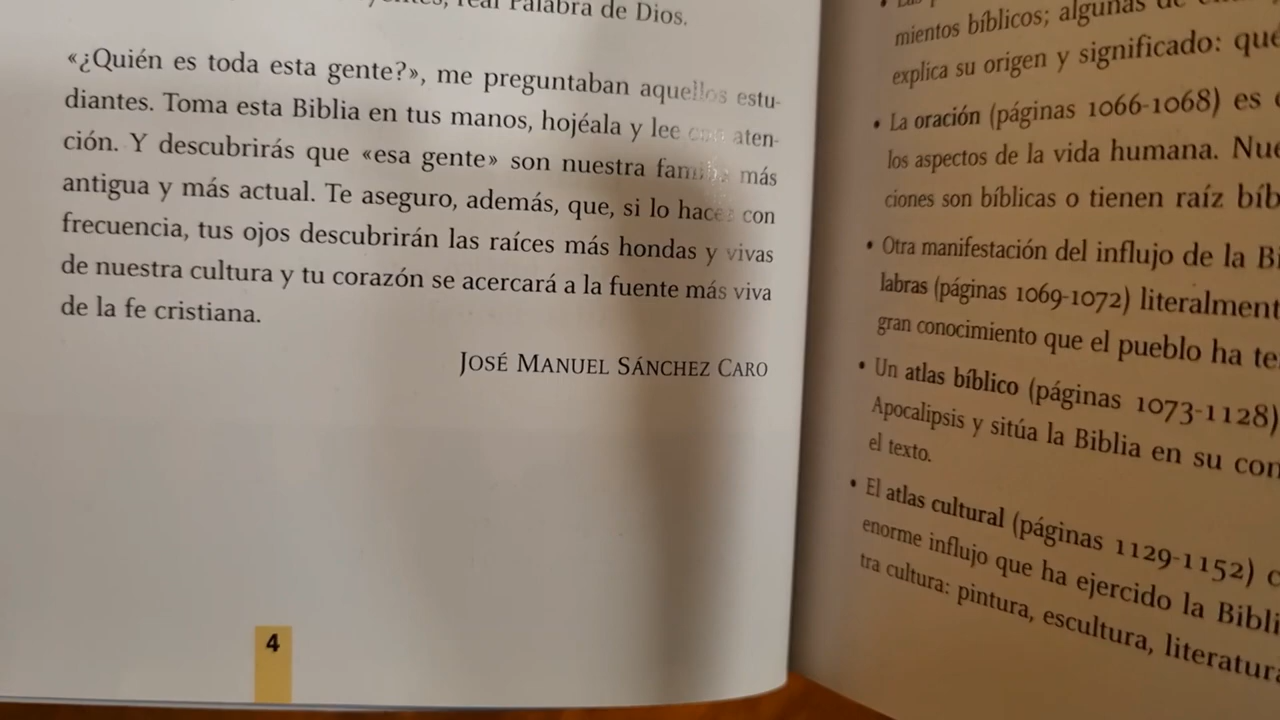 real Palabra de Dios.
«¿Quién es toda esta gente?», me preguntaban aquellos estu-
diantes. Toma esta Biblia en tus manos, hojéala y lee con aten-
ción. Y descubrirás que «esa gente» son nuestra familia más
antigua y más actual. Te aseguro, además, que, si lo haces con
frecuencia, tus ojos descubrirán las raíces más hondas y vivas
de nuestra cultura y tu corazón se acercará a la fuente más viva
de la fe cristiana.
JOSÉ MANUEL SÁNCHEZ CARO
4
mientos bíblicos; algunas de
explica su origen y significado:
• La oración (páginas 1066-1068) es
los aspectos de la vida humana.
ciones son bíblicas o tienen raíz
• Otra manifestación del influjo de la
labras (páginas 1069-1072)
gran conocimiento que el pueblo ha
• Un atlas bíblico (páginas 1073-1128)
Apocalipsis y sitúa la Biblia en su
el texto.
• El atlas cultural (páginas 1129-1152)
enorme influjo que ha ejercido la
tra cultura: pintura, escultura,